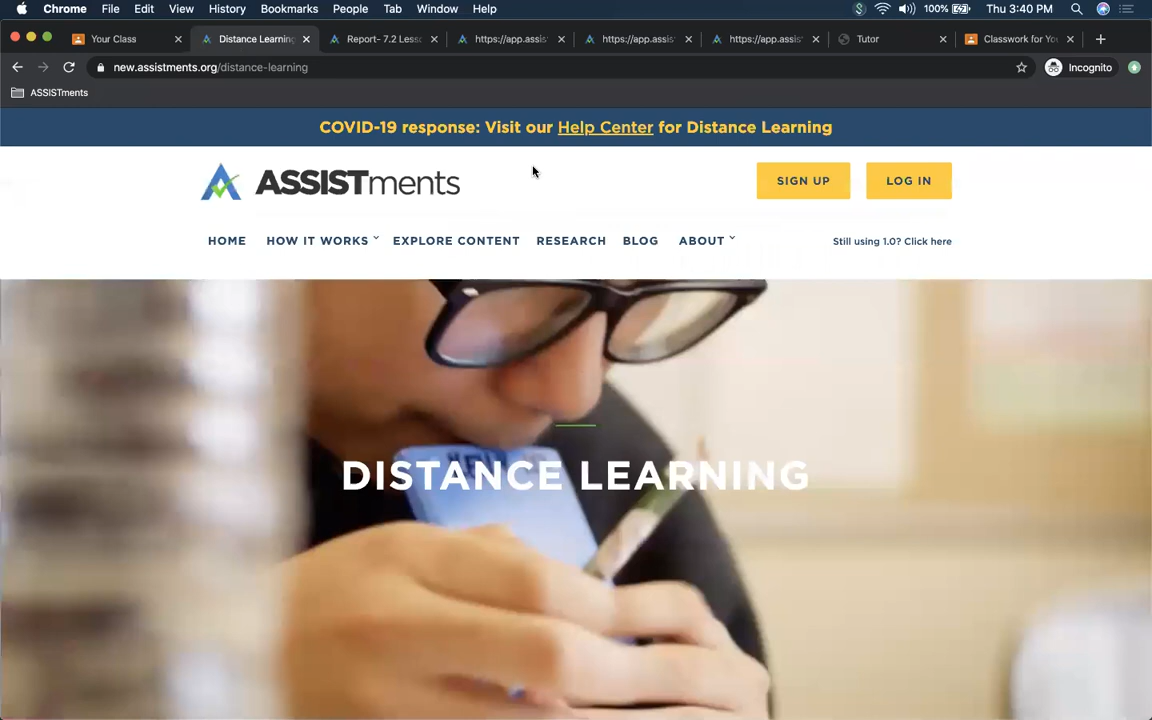 Chrome File Edit View History Bookmarks People Tab Window Help 100% Thu 3:40 PM
Your Class Distance Learning Report- 7.2 Less https://app.assis https://app.assis https://app.assis Tutor Classwork for Yo
new.assistments.org/distance-learning Incognito
ASSISTments
COVID-19 response: Visit our Help Center for Distance Learning
ASSISTments SIGN UP LOG IN
HOME HOW IT WORKS EXPLORE CONTENT RESEARCH BLOG ABOUT Still using 1.0? Click here
DISTANCE LEARNING